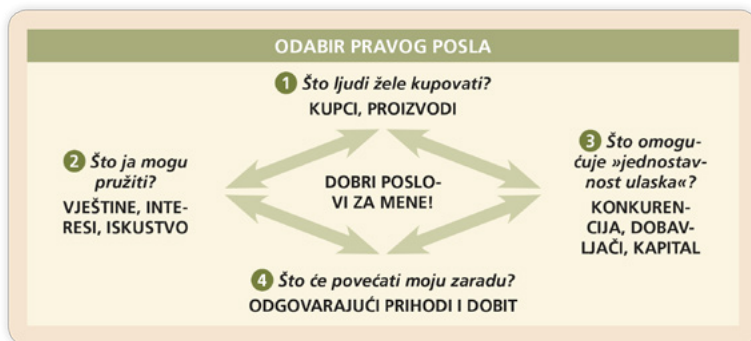 ODABIR PRAVOG POSLA
1 Što ljudi žele kupovati?
KUPCI, PROIZVODI
2 Što ja mogu
pružiti?
VJEŠTINE, INTE-
RESI, ISKUSTVO
DOBRI POSLO-
VI ZA MENE!
3 Što omogu-
ćuje »jednostav-
nost ulaska«?
KONKUREN-
CIJA, DOBAV-
LJAČI, KAPITAL
4 Što će povećati moju zaradu?
ODGOVARAJUĆI PRIHODI I DOBIT